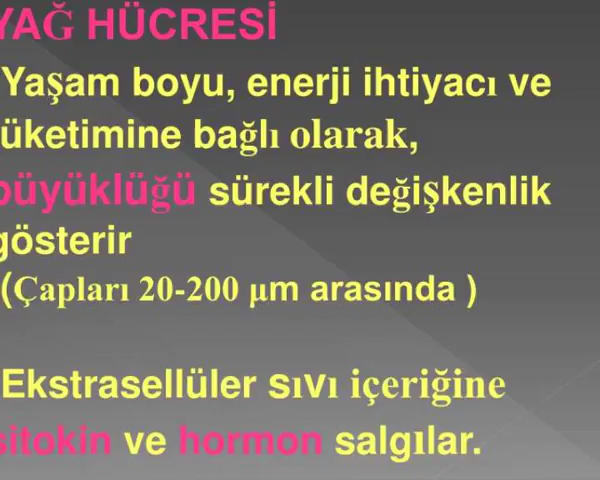 YAĞ HÜCRESİ
Yaşam boyu, enerji ihtiyacı ve
üketimine bağlı olarak,
büyüklüğü sürekli değişkenlik
gösterir
(Çapları 20-200 µm arasında )
Ekstrasellüler sıvı içeriğine
sitokin ve hormon salgılar.